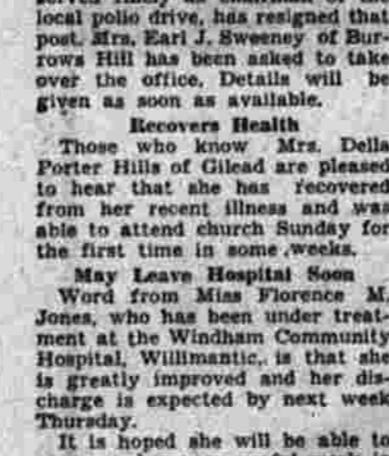 local polio drive, has resigned that
post. Mrs. Earl J. Sweeney of Bur-
rows Hill has been asked to take
over the office. Details will be
given as soon as available.
Recovers Health
Those who know Mrs. Della
Porter Hills of Gilead are pleased
to hear that she has recovered
from her recent illness and was
able to attend church Sunday for
the first time in some weeks.
May Leave Hospital Soon
Word from Miss Florence M.
Jones, who has been under treat-
ment at the Windham Community
Hospital, Willimantic, is that she
is greatly improved and her dis-
charge is expected by next week
Thursday.
It is hoped she will be able to